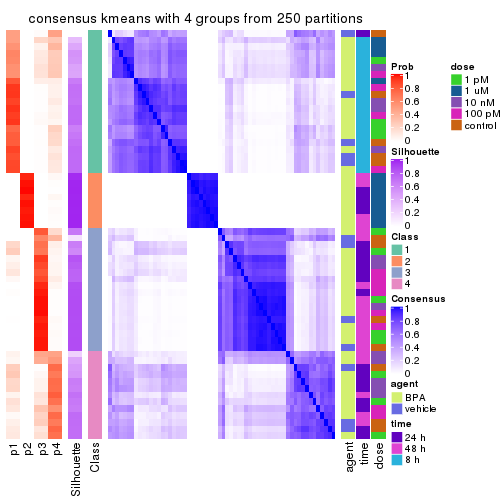 consensus kmeans with 4 groups from 250 partitions
Prob
1
0.8
0.6
0.4
0.2
0
dose
1 pM
1 uM
10 nM
100 pM
control
Silhouette
1
0.8
0.6
0.4
0.2
0
Class
1
2
3
4
Consensus
1
0.8
0.6
0.4
0.2
0
agent
BPA
vehicle
time
24 h
48 h
8 h
p1
p2
p3
p4
Silhouette
Class
agent
time
dose